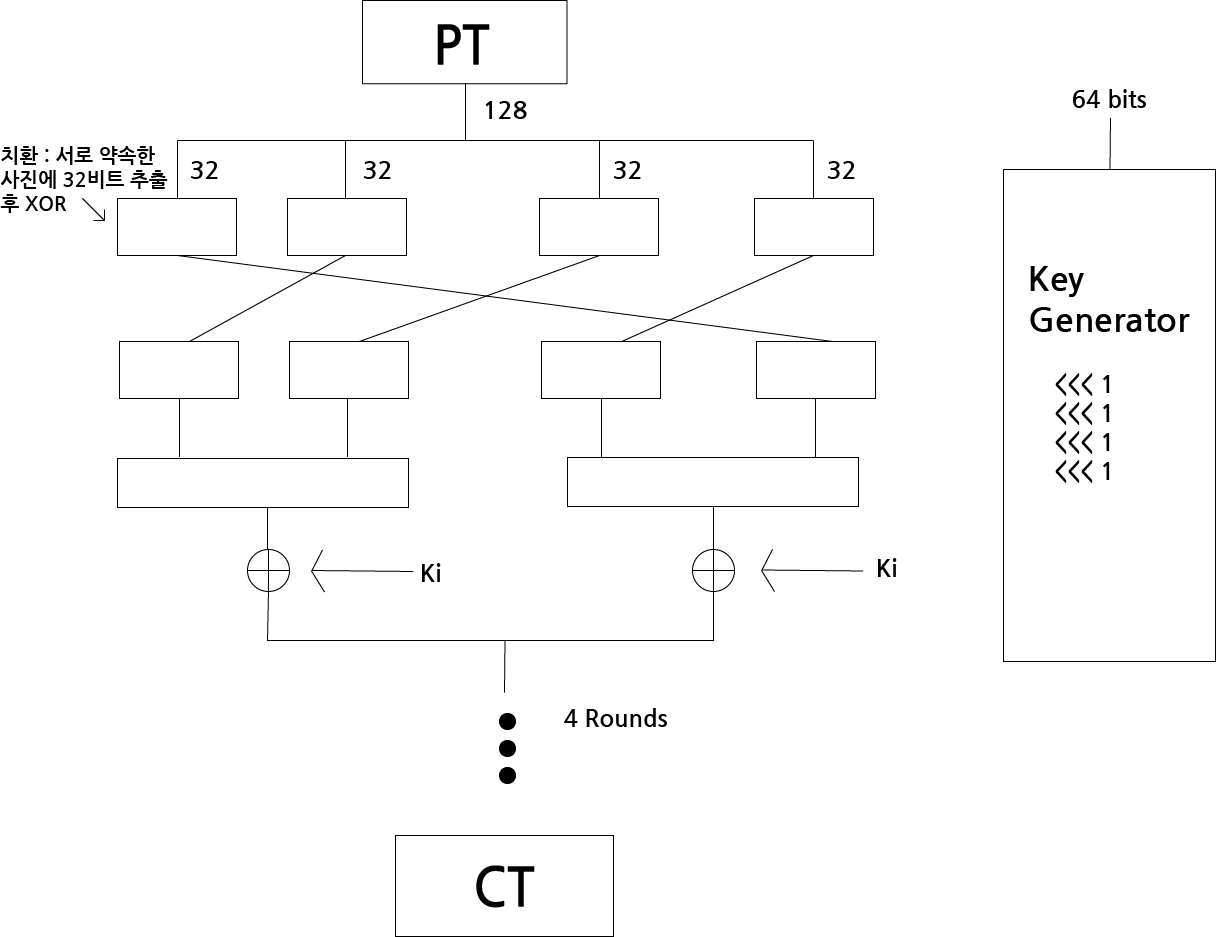 PT
128
64 bits
치환 : 서로 약속한
사진에 32비트 추출
후 XOR
32
32
32
32
Key
Generator
<<< 1
<<< 1
<<< 1
<<< 1
Ki
Ki
4 Rounds
CT